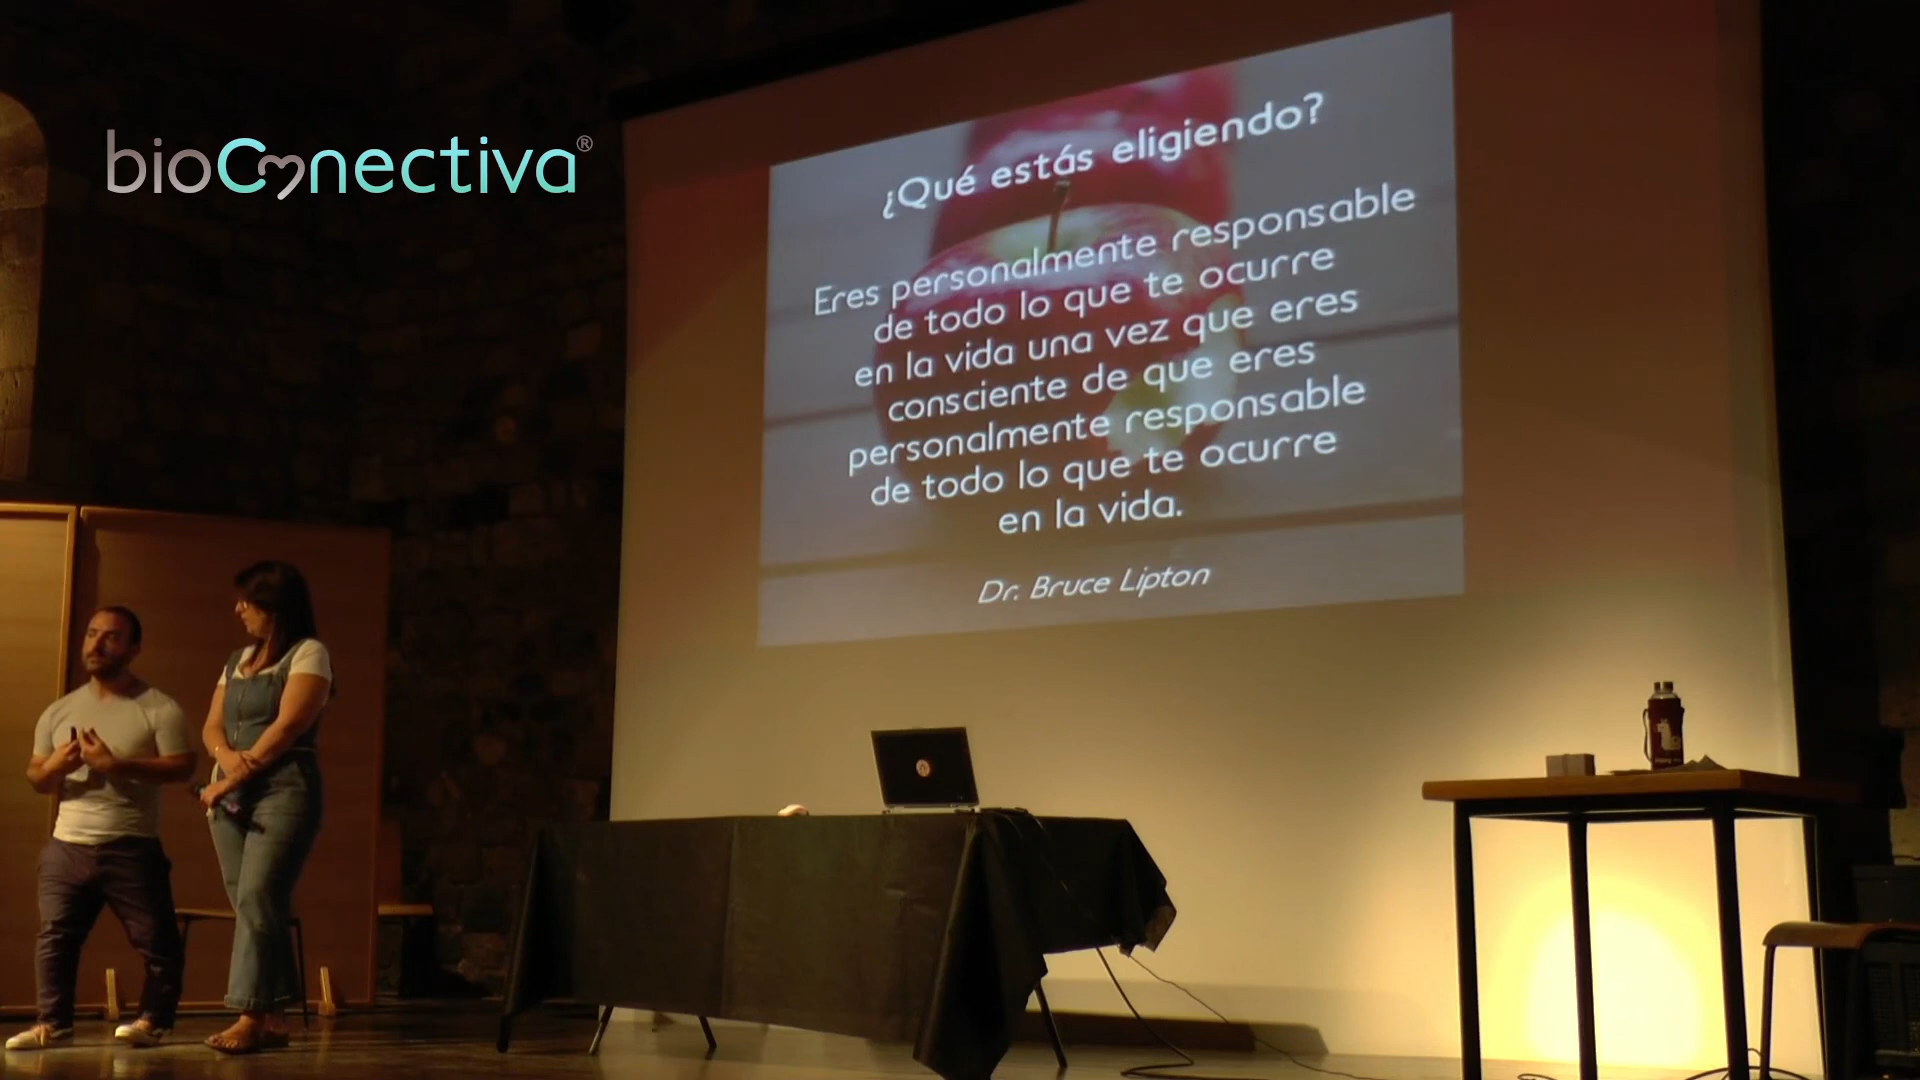 bioConectiva®
¿Qué estás eligiendo?
Eres personalmente responsable
de todo lo que te ocurre
en la vida una vez que eres
consciente de que eres
personalmente responsable
de todo lo que te ocurre
en la vida.
Dr. Bruce Lipton